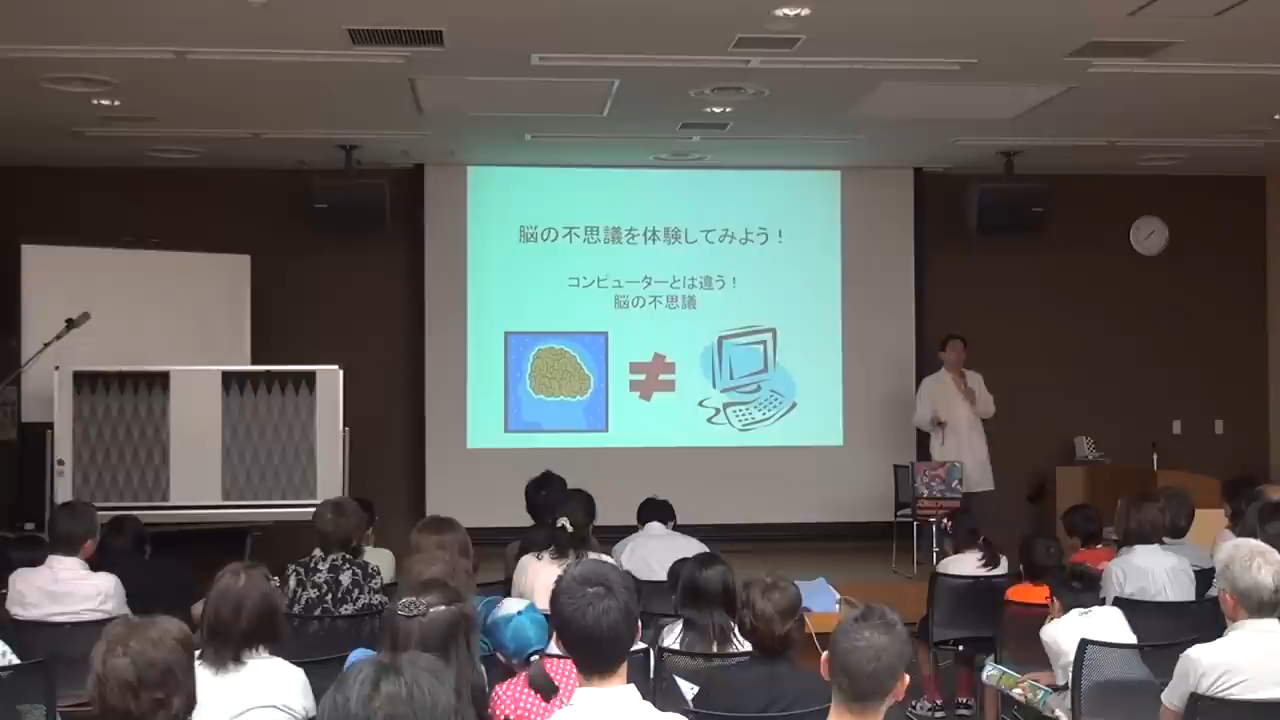 脳の不思議を体験してみよう！
コンピューターとは違う！
脳の不思議
≠